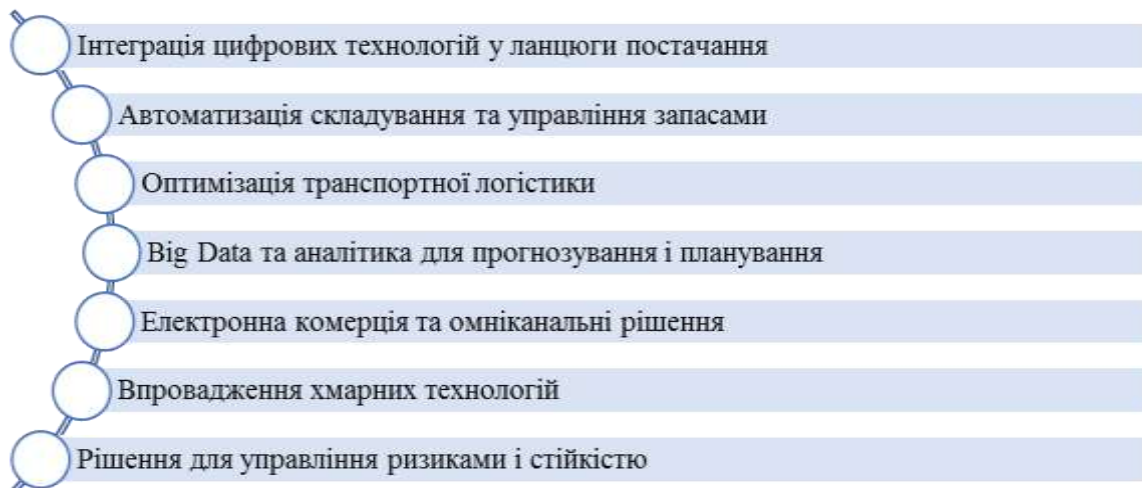 Інтеграція цифрових технологій у ланцюги постачання
Автоматизація складування та управління запасами
Оптимізація транспортної логістики
Big Data та аналітика для прогнозування і планування
Електронна комерція та омніканальні рішення
Впровадження хмарних технологій
Рішення для управління ризиками і стійкістю